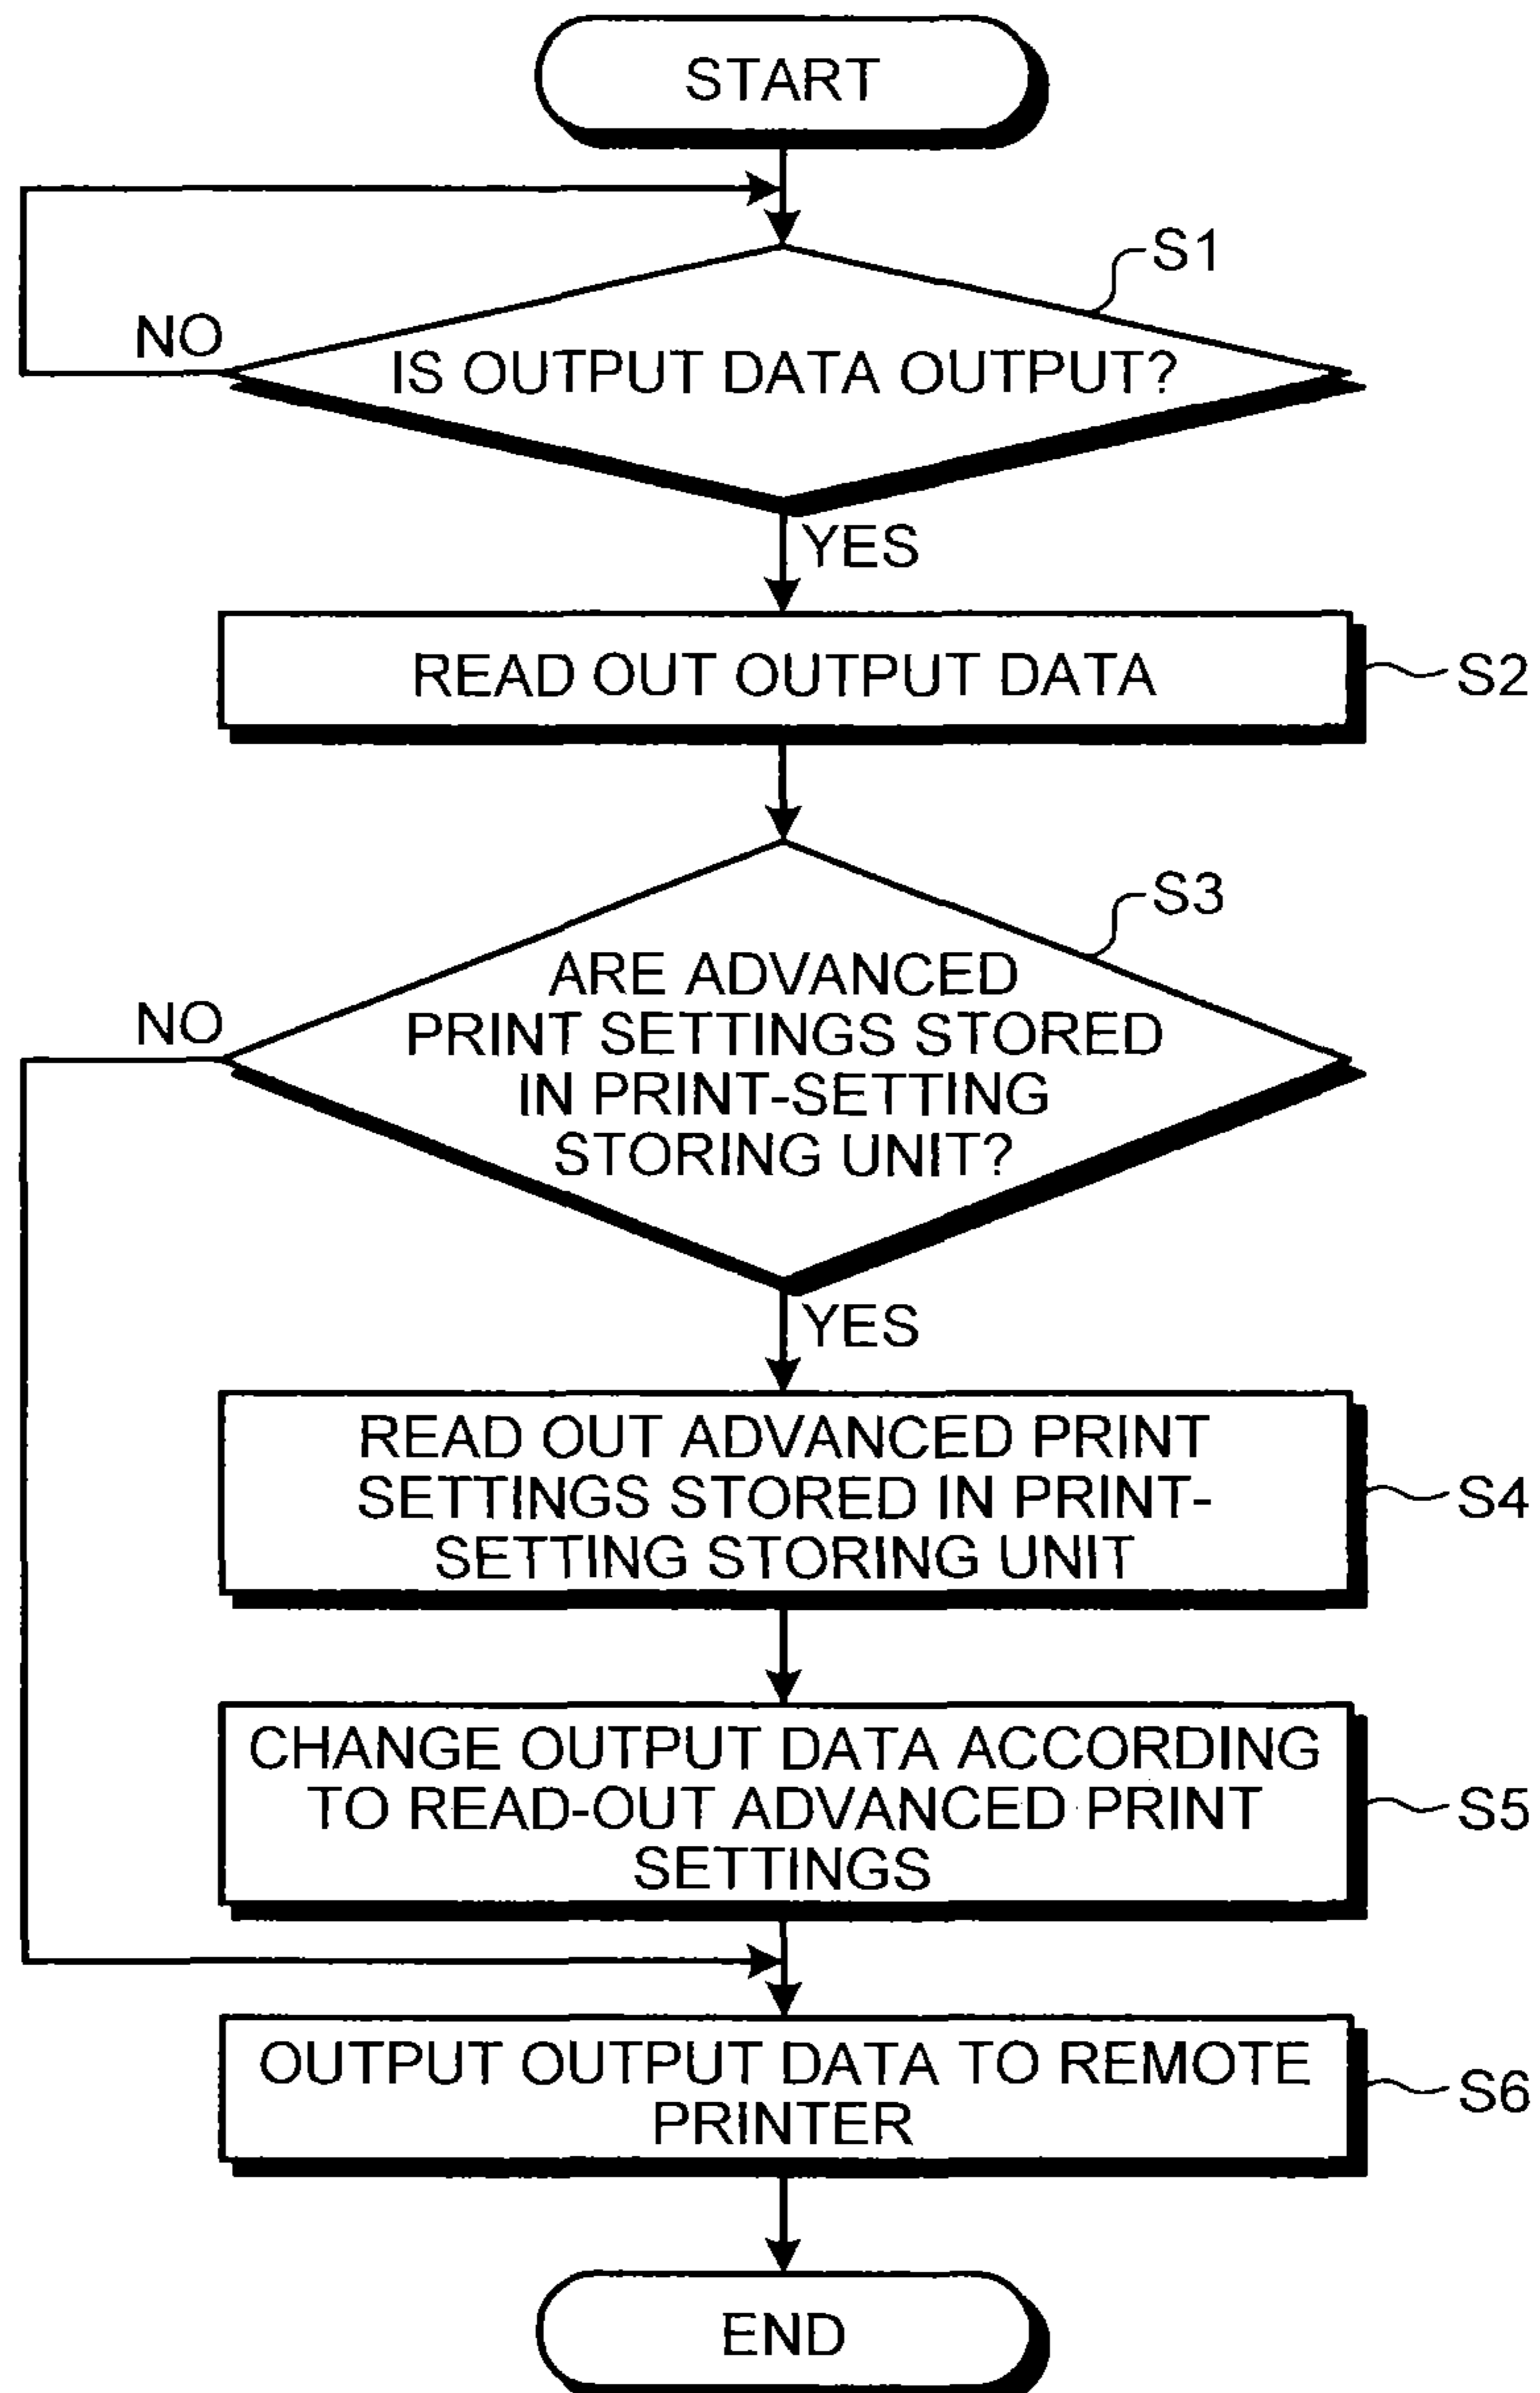 START
S1
NO
IS OUTPUT DATA OUTPUT?
YES
READ OUT OUTPUT DATA
S2
S3
ARE ADVANCED
NO
PRINT SETTINGS STORED
IN PRINT-SETTING
STORING UNIT?
YES
READ OUT ADVANCED PRINT
SETTINGS STORED IN PRINT-
SETTING STORING UNIT
S4
CHANGE OUTPUT DATA ACCORDING
TO READ-OUT ADVANCED PRINT
SETTINGS
S5
OUTPUT OUTPUT DATA TO REMOTE
PRINTER
S6
END